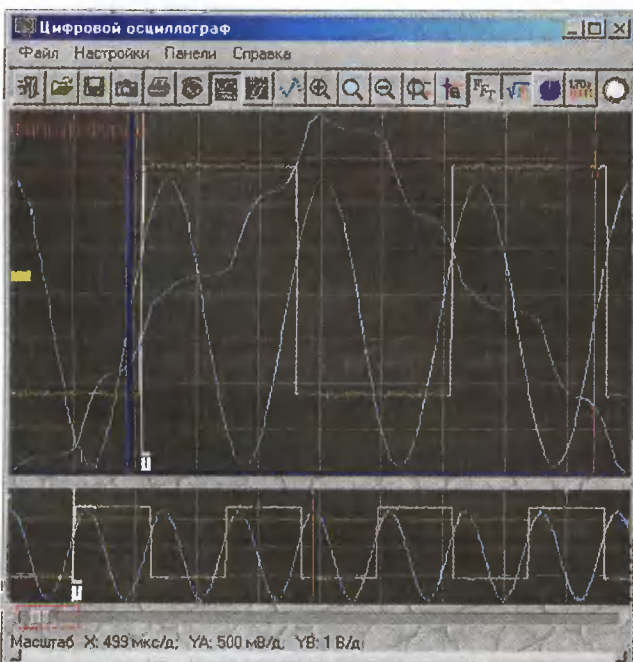 Цифровой осциллограф
Файл Настройки Панели Справка
Масштаб X: 499 мкс/д; YA: 500 мВ/д; YB: 1 В/д